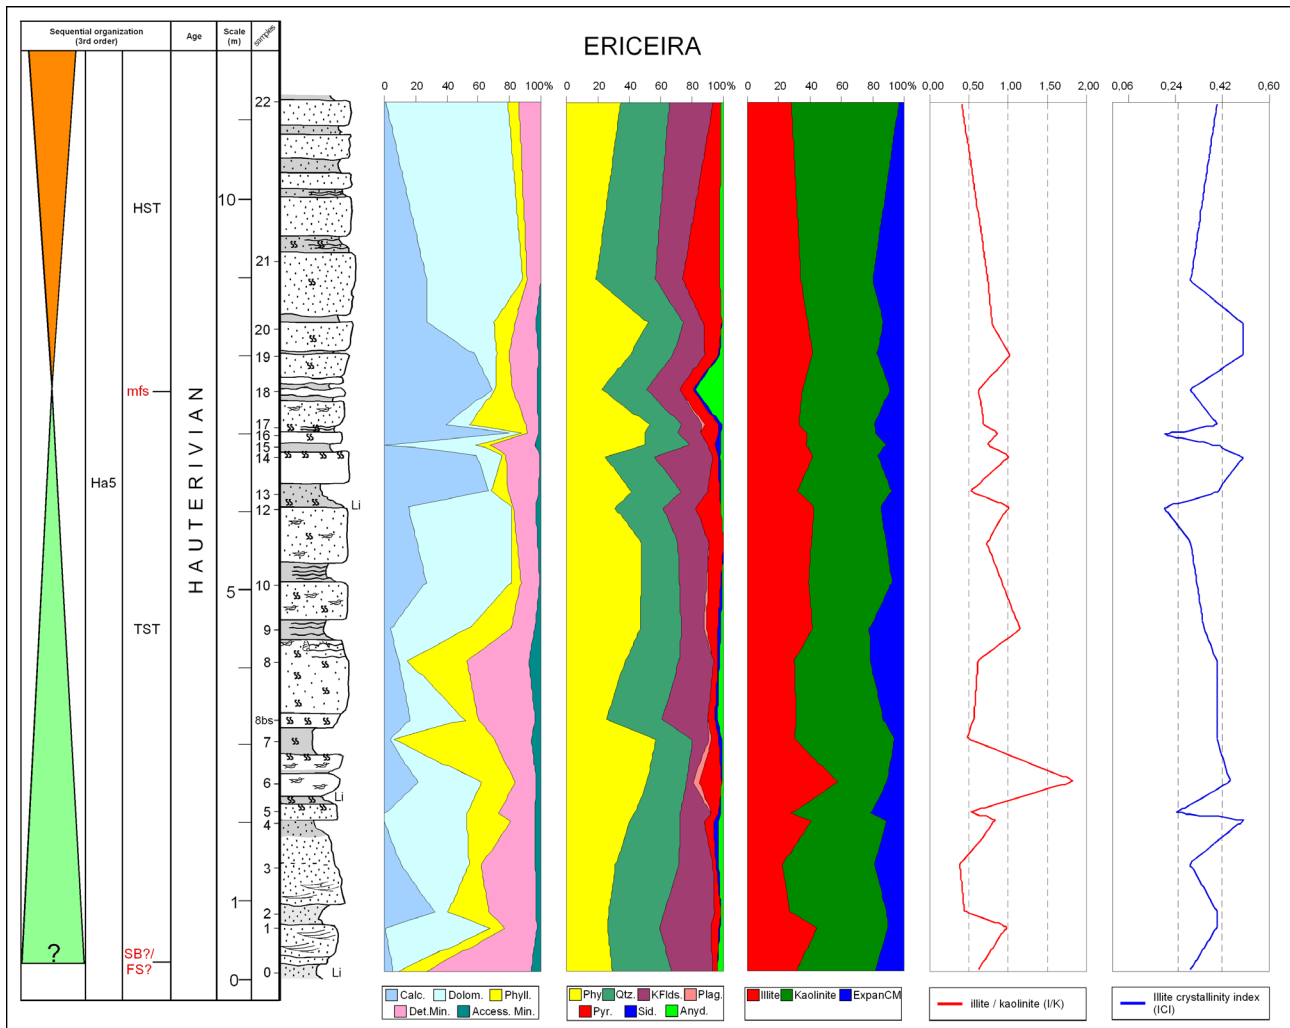 ERICEIRA
Sequential organization
(3rd order)
Age
Scale
(m)
samples
0 20 40 60 80 100%
0 20 40 60 80 100%
0 20 40 60 80 100%
0,00 0,50 1,00 1,50 2,00
0,06 0,24 0,42 0,60
22
10
HST
21
20
19
mfs
18
17
16
15
14
HAUTERIVIAN
Ha5
13
Li
12
5
10
9
TST
8
8bs
7
6
Li
5
4
3
1
2
1
?
SB?/
FS?
0
0
Li
Calc. Dolom. Phyll.
Det.Min. Access. Min.
Phy Qtz. KFlds. Plag.
Pyr. Sid. Anyd.
Illite Kaolinite ExpanCM
illite / kaolinite (I/K)
Illite crystallinity index
(ICI)